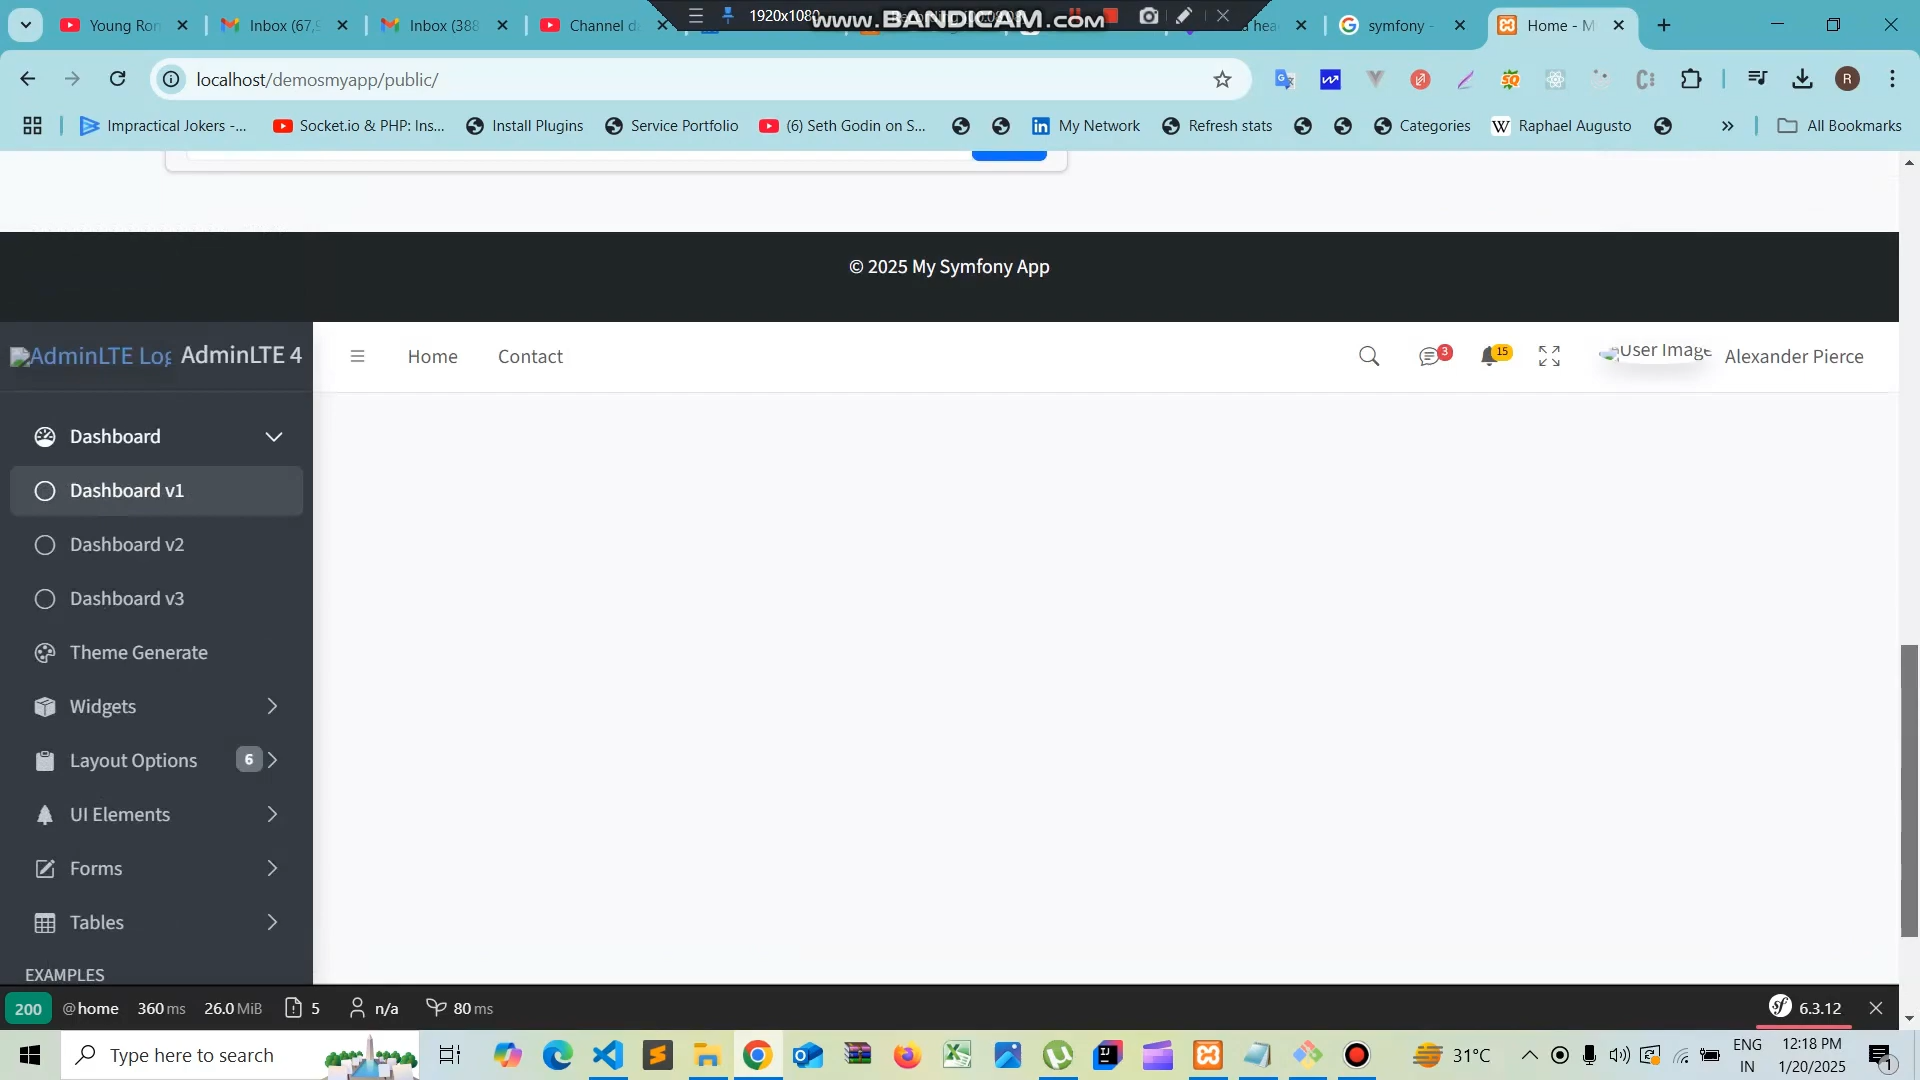 Young Ron
Inbox (67,9
Inbox (388
Channel da
1920x1080
www.BANDICAM.com
symfony -
Home - M
localhost/demosmyapp/public/
R
Impractical Jokers -...
Socket.io & PHP: Ins...
Install Plugins
Service Portfolio
(6) Seth Godin on S...
My Network
Refresh stats
Categories
Raphael Augusto
All Bookmarks
© 2025 My Symfony App
AdminLTE Log
AdminLTE 4
Home
Contact
3
15
User Image
Alexander Pierce
Dashboard
Dashboard v1
Dashboard v2
Dashboard v3
Theme Generate
Widgets
Layout Options
6
UI Elements
Forms
Tables
EXAMPLES
200
@home
360 ms
26.0 MiB
5
n/a
80 ms
6.3.12
Type here to search
31°C
ENG
IN
12:18 PM
1/20/2025
1